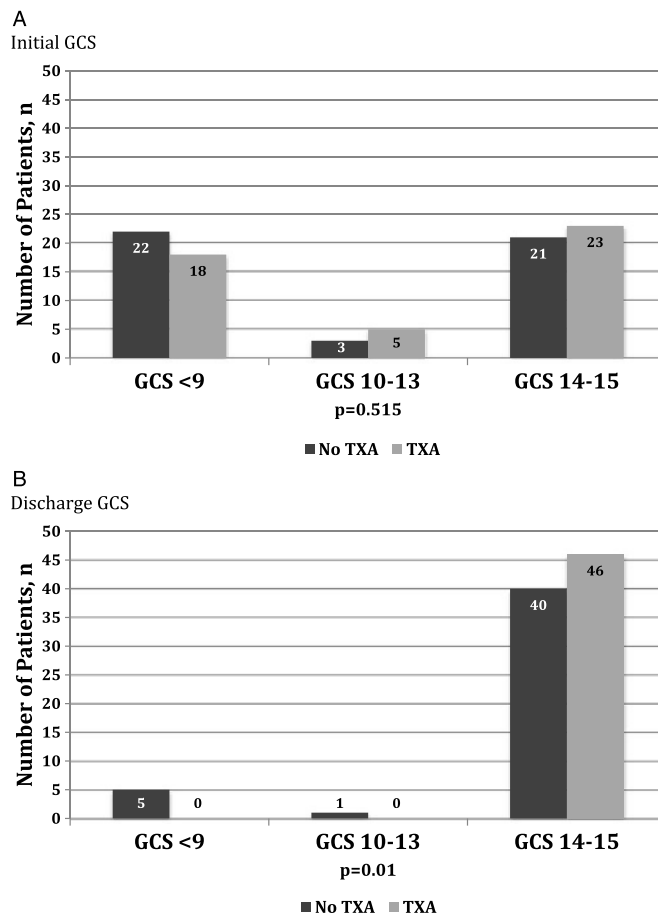 A
Initial GCS
Number of Patients, n
50
45
40
35
30
25
20
15
10
5
0
22
18
3
5
21
23
GCS <9
GCS 10-13
GCS 14-15
p=0.515
No TXA
TXA
B
Discharge GCS
Number of Patients, n
50
45
40
35
30
25
20
15
10
5
0
5
0
1
0
40
46
GCS <9
GCS 10-13
GCS 14-15
p=0.01
No TXA
TXA